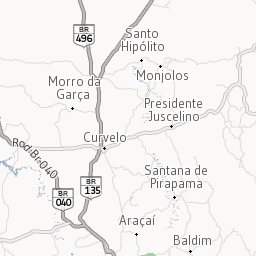 BR
496
Santo
Hipólito
Monjolos
Morro da
Garça
Presidente
Juscelino
Rod. Br-040
Curvelo
Santana de
Pirapama
BR
135
BR
040
Araçaí
Baldim